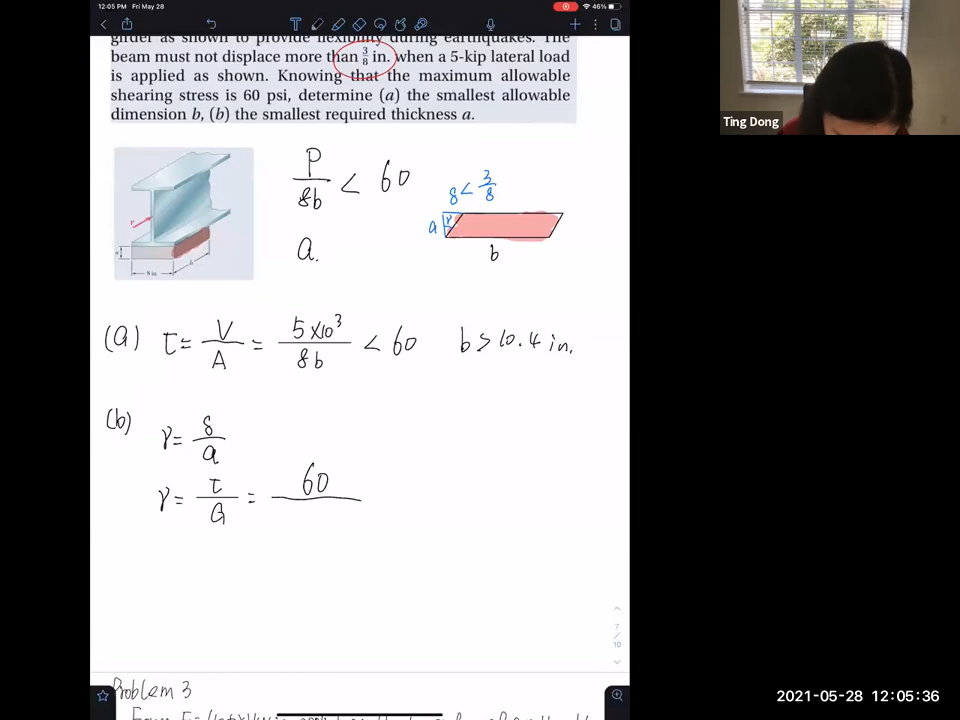 12:05 PM Fri May 28
46%
girder as shown to provide flexibility during earthquakes. The
beam must not displace more than 3/8 in. when a 5-kip lateral load
is applied as shown. Knowing that the maximum allowable
shearing stress is 60 psi, determine (a) the smallest allowable
dimension b, (b) the smallest required thickness a.
P/8b < 60
δ < 3/8
a γ
b
a.
P
a
8 in.
b
(a) τ = V/A = 5×10³/8b < 60 b > 10.4 in.
(b)
γ = δ/a
γ = τ/G = 60
7/10
Problem 3
Ting Dong
2021-05-28 12:05:36